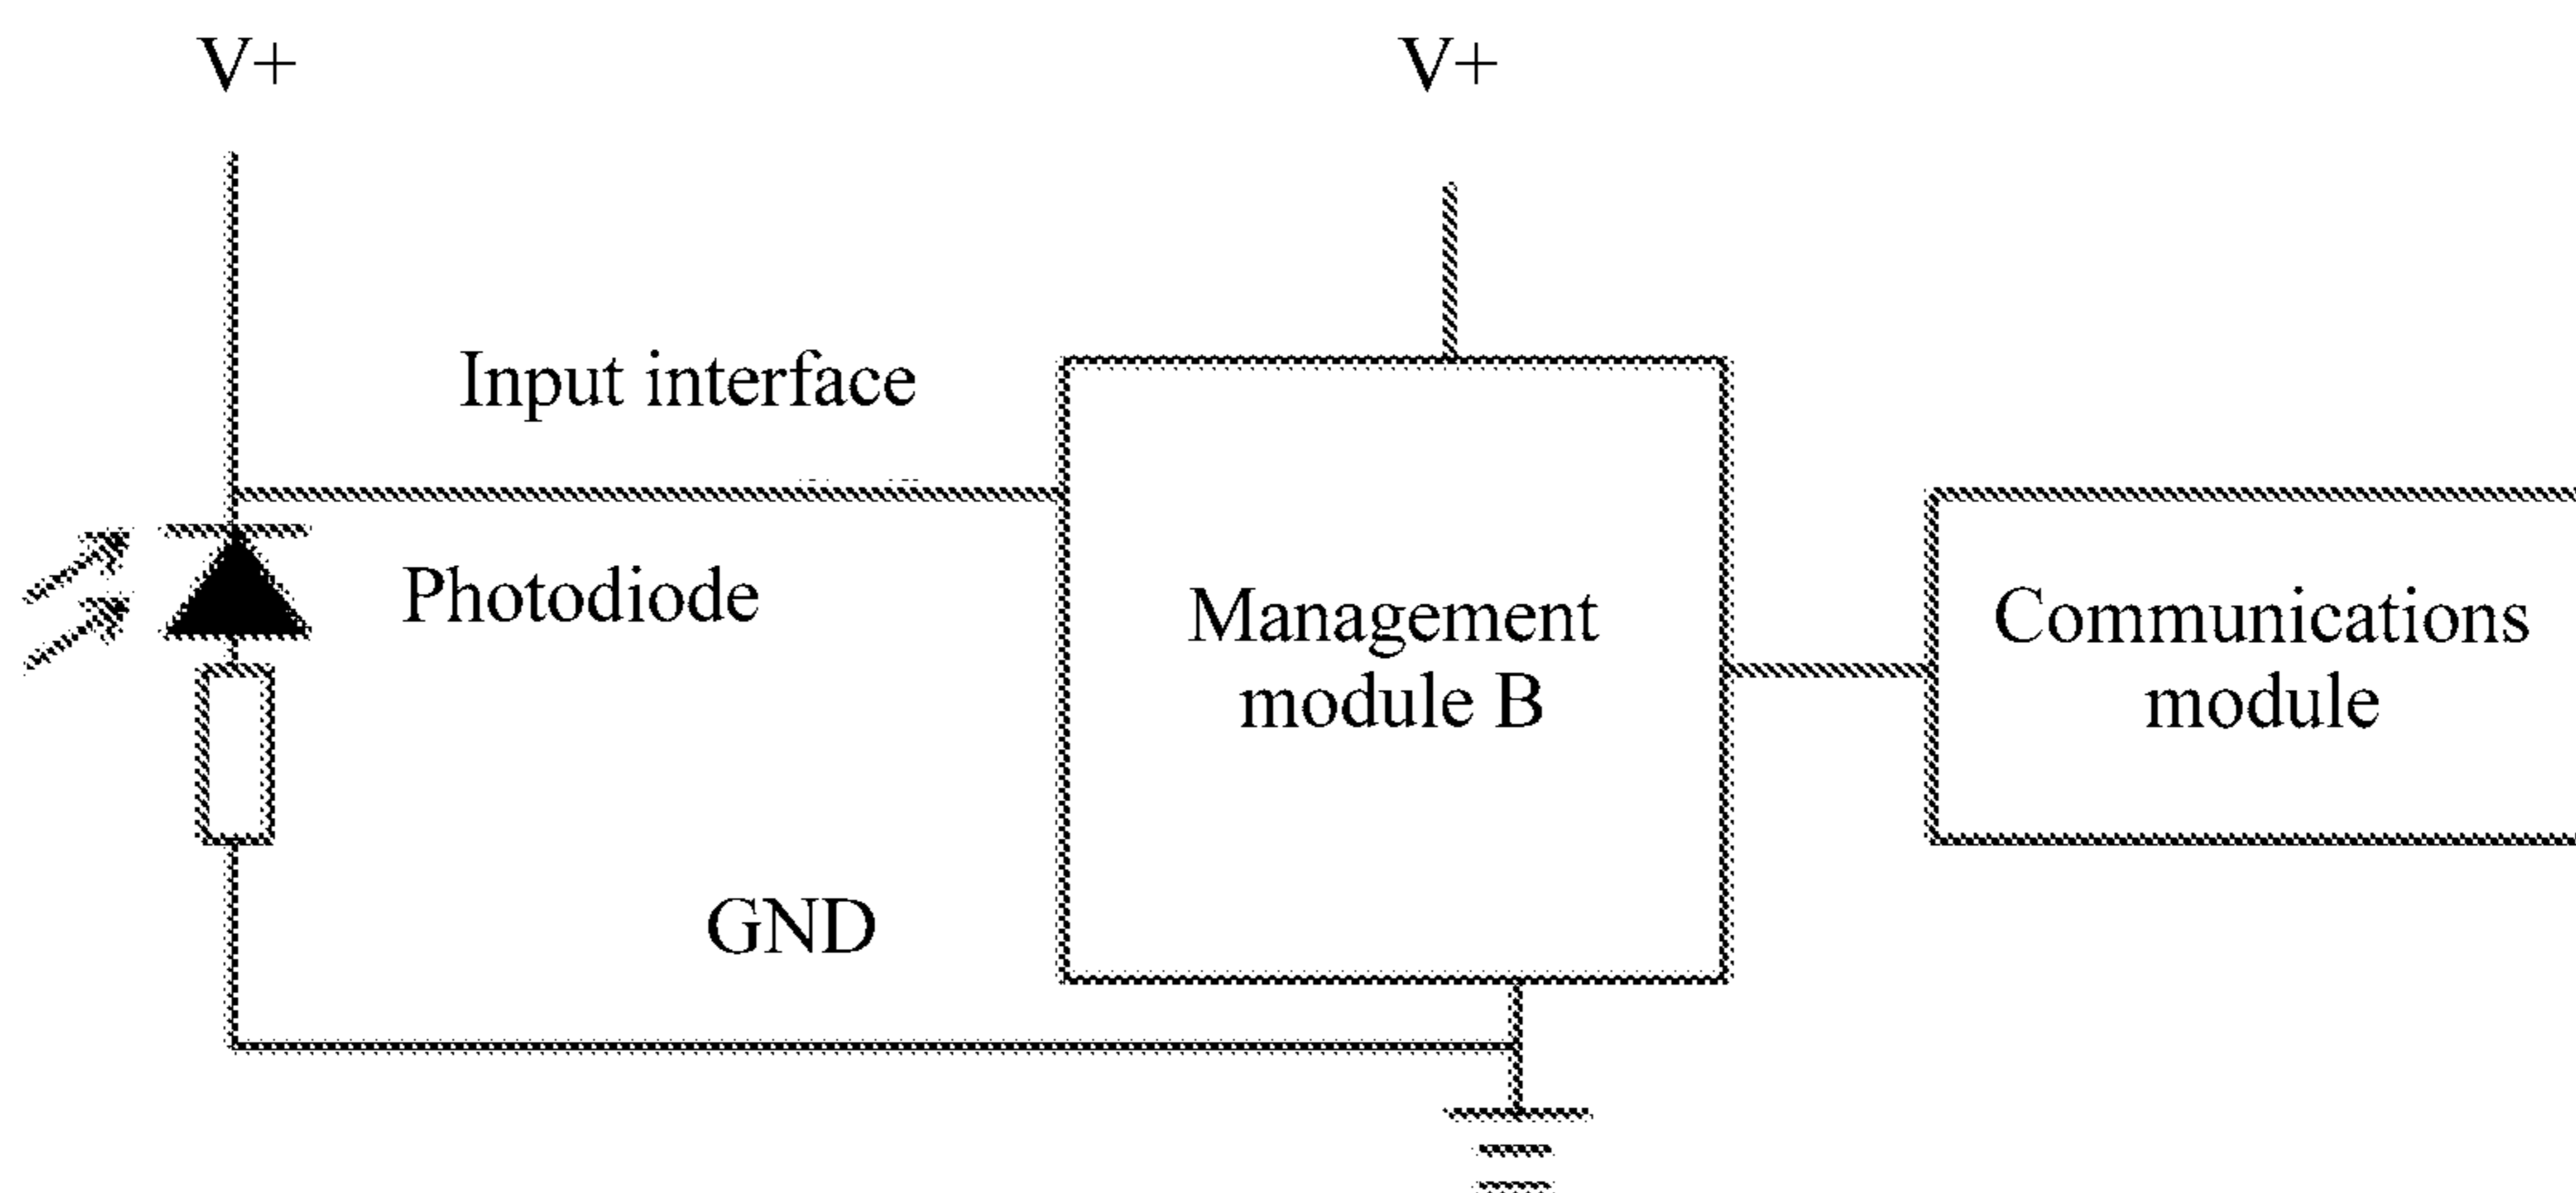 V+
V+
Input interface
Photodiode
Management
module B
Communications
module
GND